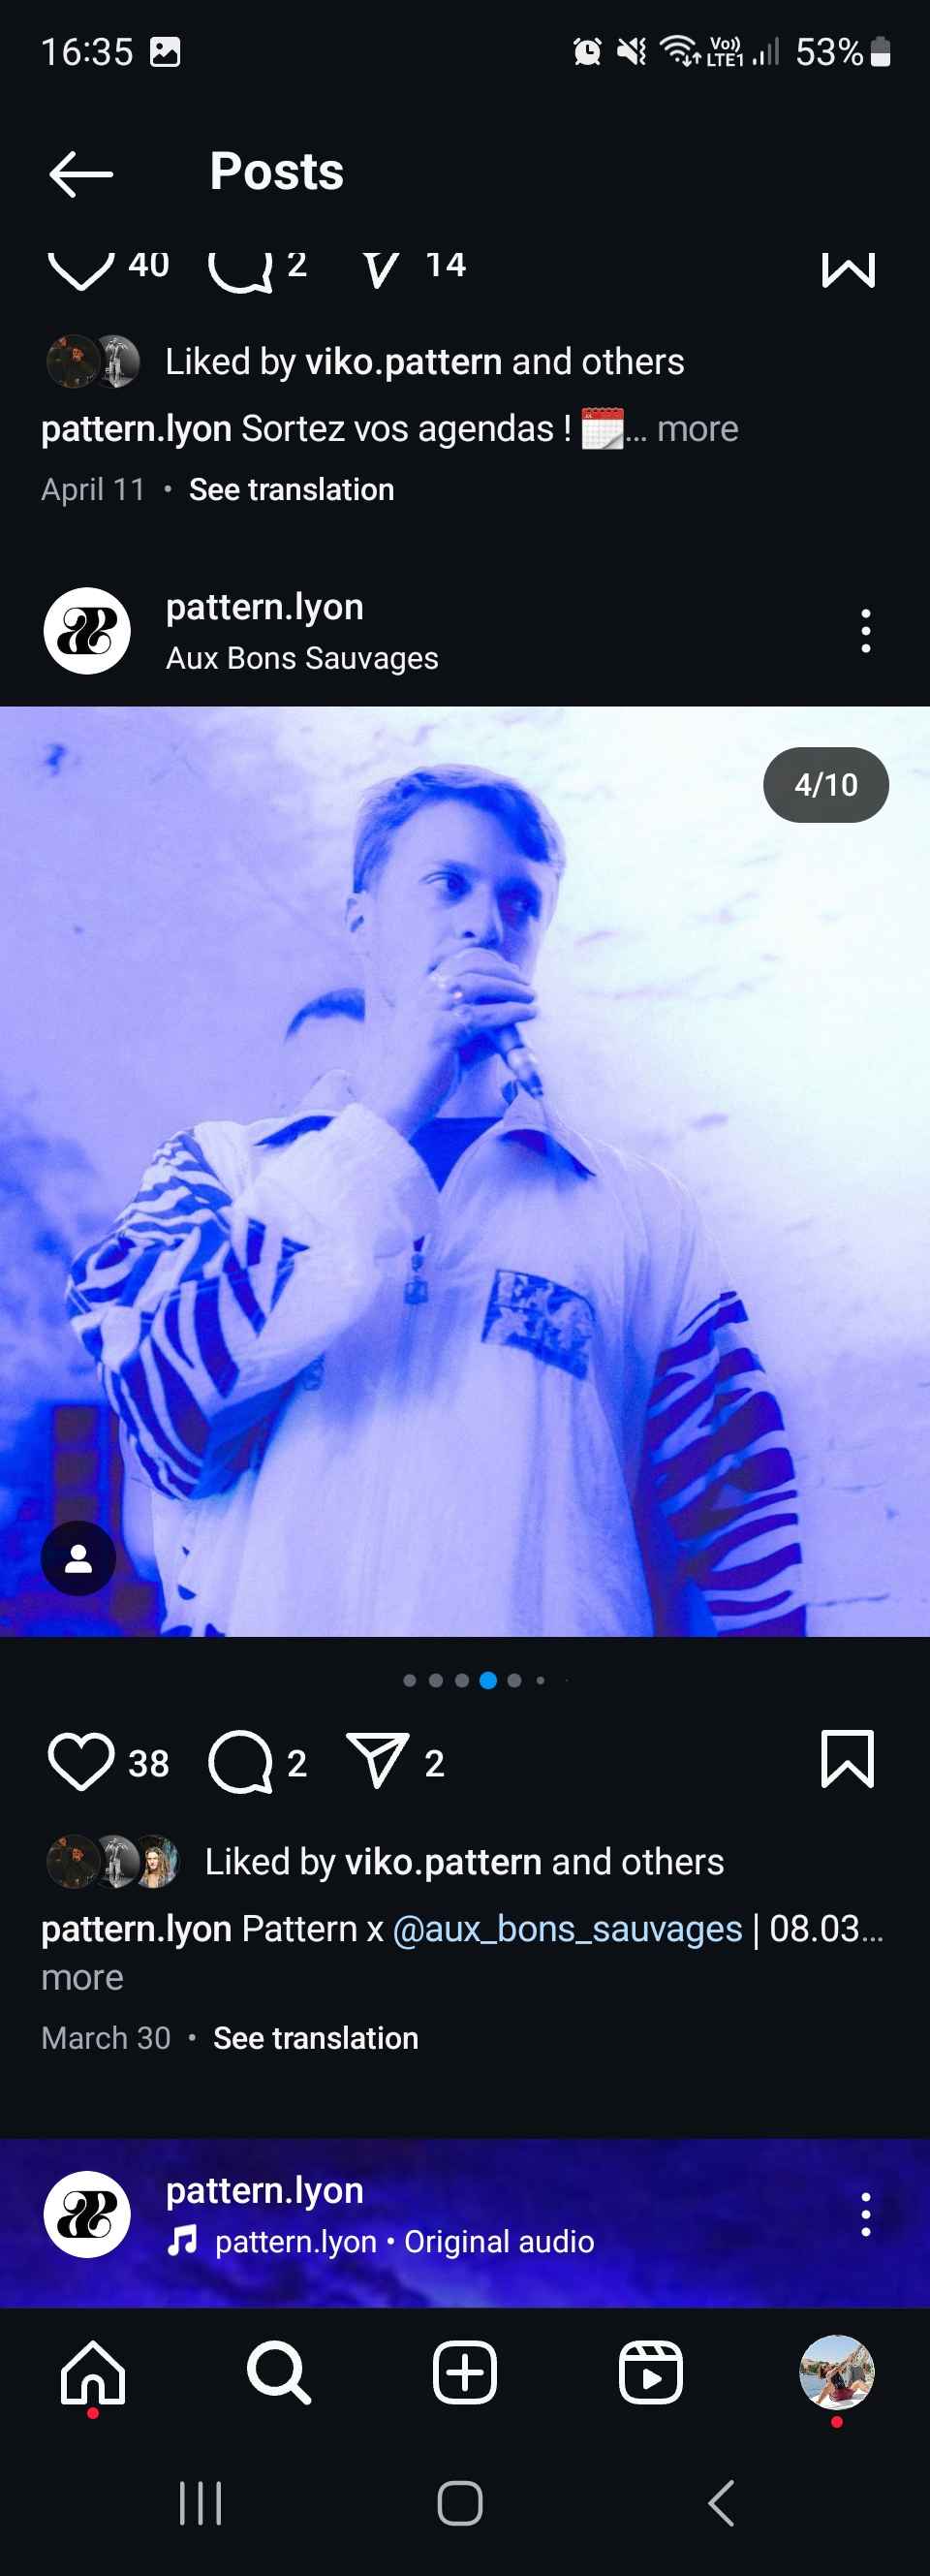 16:35
Vo))
LTE1
53%
Posts
40 2 14
Liked by viko.pattern and others
pattern.lyon Sortez vos agendas ! ... more
April 11 • See translation
pattern.lyon
Aux Bons Sauvages
4/10
38 2 2
Liked by viko.pattern and others
pattern.lyon Pattern x @aux_bons_sauvages | 08.03...
more
March 30 • See translation
pattern.lyon
pattern.lyon • Original audio